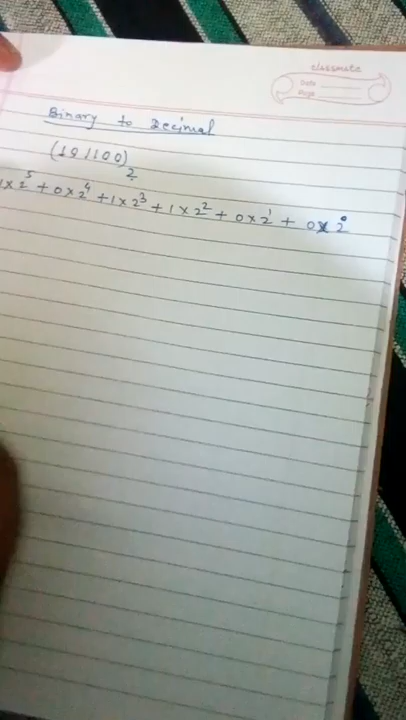 classmate
Date
Page
Binary to Decimal
(101100)₂
1×2⁵ + 0×2⁴ + 1×2³ + 1×2² + 0×2¹ + 0×2⁰